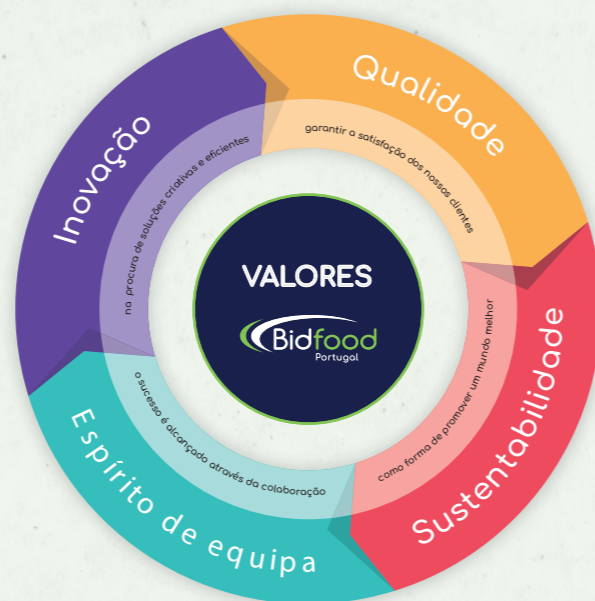 VALORES
Bidfood
Portugal
Qualidade
garantir a satisfação dos nossos clientes
Sustentabilidade
como forma de promover um mundo melhor
Espírito de equipa
o sucesso é alcançado através da colaboração
Inovação
na procura de soluções criativas e eficientes